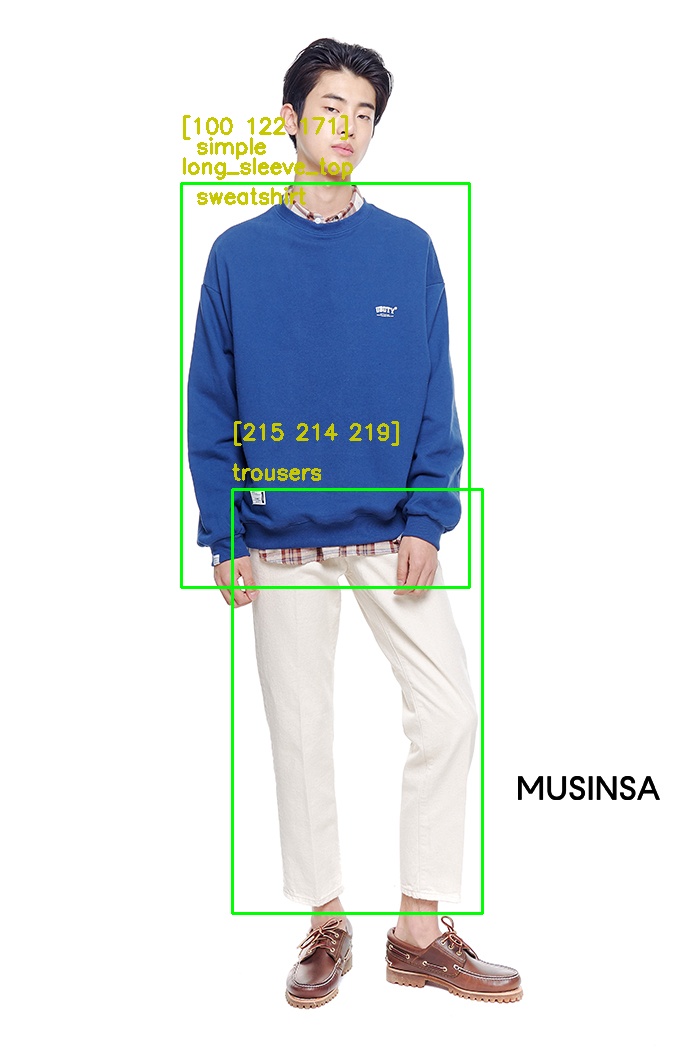 [100 122 171]
simple
long_sleeve_top
sweatshirt
[215 214 219]
trousers
MUSINSA